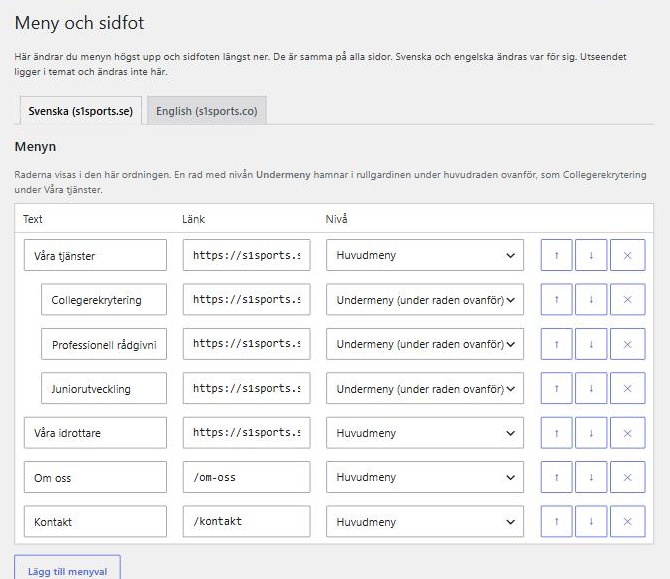 Meny och sidfot
Här ändrar du menyn högst upp och sidfoten längst ner. De är samma på alla sidor. Svenska och engelska ändras var för sig. Utseendet
ligger i temat och ändras inte här.
Svenska (s1sports.se) English (s1sports.co)
Menyn
Raderna visas i den här ordningen. En rad med nivån Undermeny hamnar i rullgardinen under huvudraden ovanför, som Collegerekrytering
under Våra tjänster.
Text Länk Nivå
Våra tjänster https://s1sports.s Huvudmeny ↑ ↓ ×
Collegerekrytering https://s1sports.s Undermeny (under raden ovanför) ↑ ↓ ×
Professionell rådgivni https://s1sports.s Undermeny (under raden ovanför) ↑ ↓ ×
Juniorutveckling https://s1sports.s Undermeny (under raden ovanför) ↑ ↓ ×
Våra idrottare https://s1sports.s Huvudmeny ↑ ↓ ×
Om oss /om-oss Huvudmeny ↑ ↓ ×
Kontakt /kontakt Huvudmeny ↑ ↓ ×
Lägg till menyval